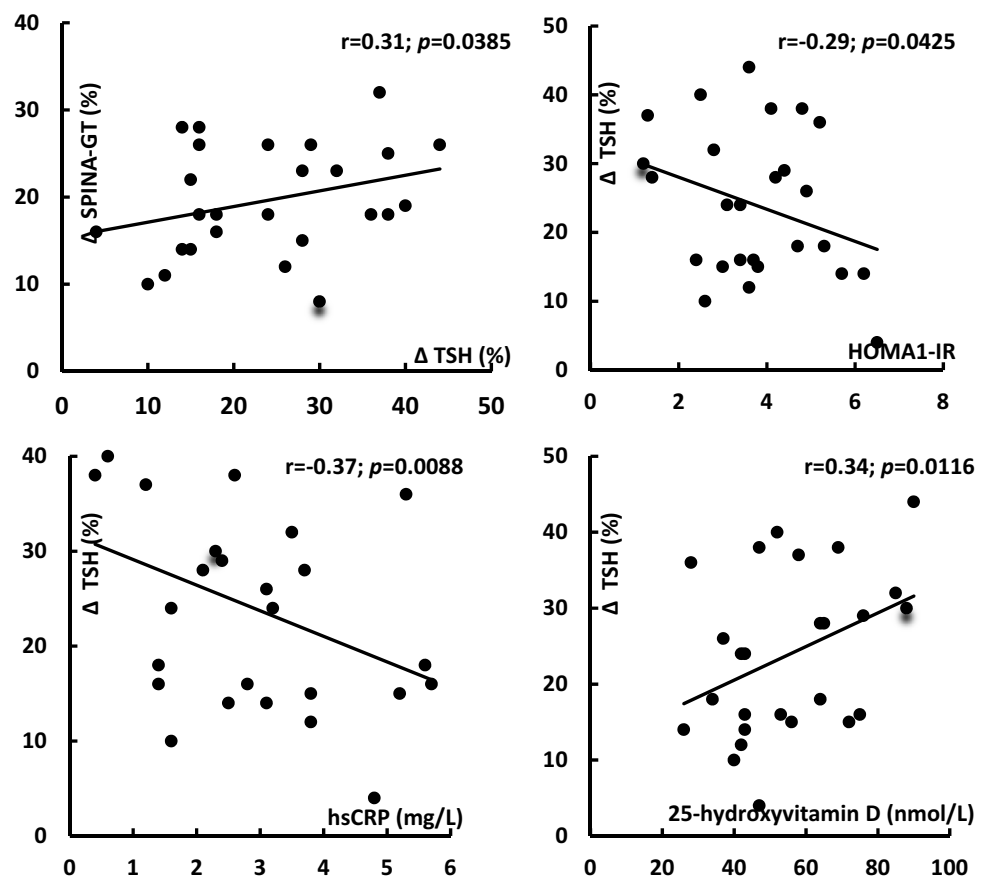 40
30
20
10
0
0 10 20 30 40 50
Δ SPINA-GT (%)
Δ TSH (%)
r=0.31; p=0.0385
50
40
30
20
10
0
0 2 4 6 8
Δ TSH (%)
HOMA1-IR
r=-0.29; p=0.0425
40
30
20
10
0
0 1 2 3 4 5 6
Δ TSH (%)
hsCRP (mg/L)
r=-0.37; p=0.0088
50
40
30
20
10
0
0 20 40 60 80 100
Δ TSH (%)
25-hydroxyvitamin D (nmol/L)
r=0.34; p=0.0116